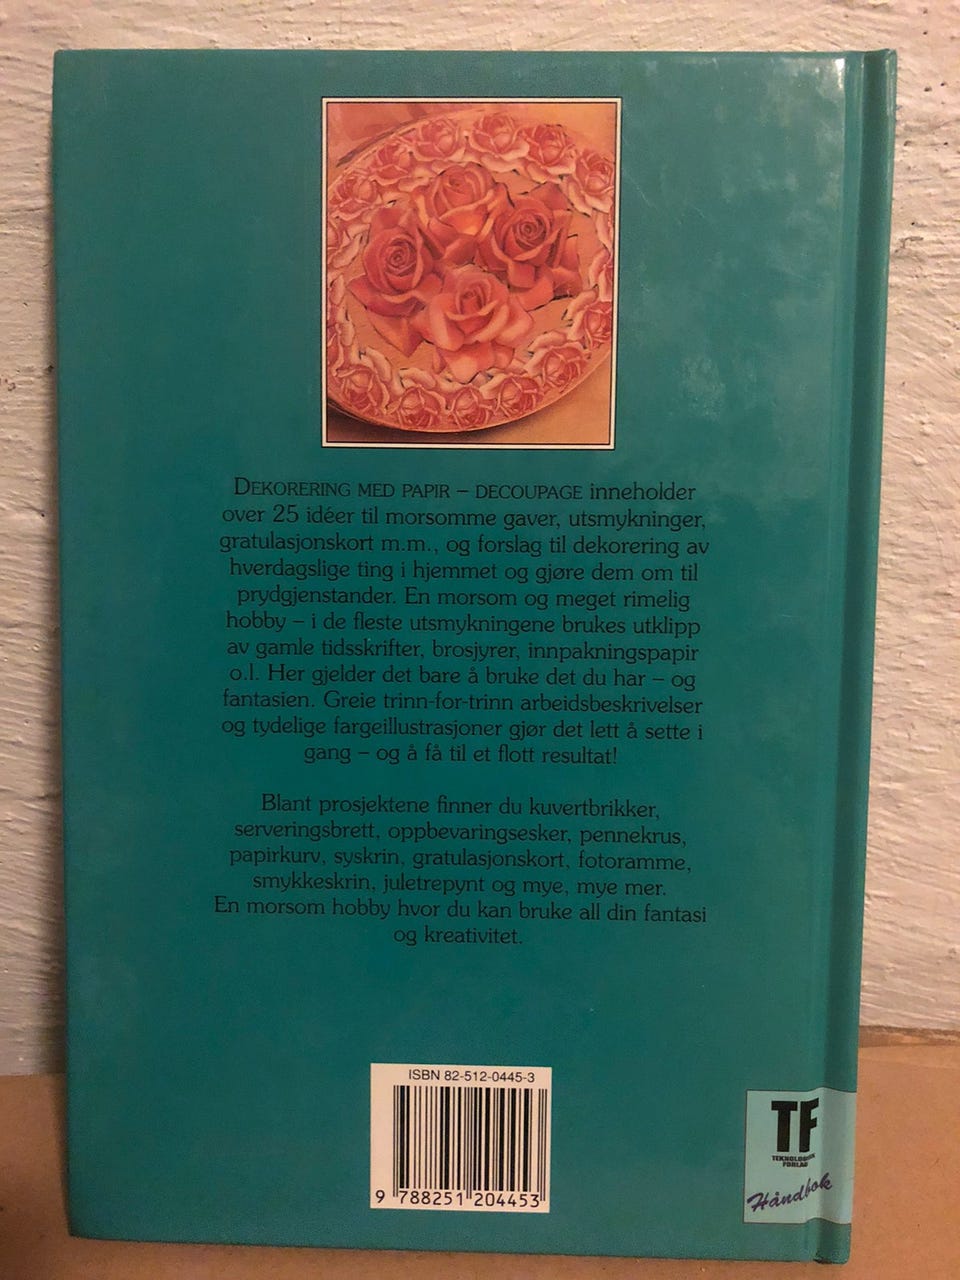 DEKORERING MED PAPIR – DECOUPAGE inneholder
over 25 idéer til morsomme gaver, utsmykninger,
gratulasjonskort m.m., og forslag til dekorering av
hverdagslige ting i hjemmet og gjøre dem om til
prydgjenstander. En morsom og meget rimelig
hobby – i de fleste utsmykningene brukes utklipp
av gamle tidsskrifter, brosjyrer, innpakningspapir
o.l. Her gjelder det bare å bruke det du har – og
fantasien. Greie trinn-for-trinn arbeidsbeskrivelser
og tydelige fargeillustrasjoner gjør det lett å sette i
gang – og å få til et flott resultat!
Blant prosjektene finner du kuvertbrikker,
serveringsbrett, oppbevaringsesker, pennekrus,
papirkurv, syskrin, gratulasjonskort, fotoramme,
smykkeskrin, juletrepynt og mye, mye mer.
En morsom hobby hvor du kan bruke all din fantasi
og kreativitet.
ISBN 82-512-0445-3
9 788251 204453
TF
TEKNOLOGISK
FORLAG
Håndbok